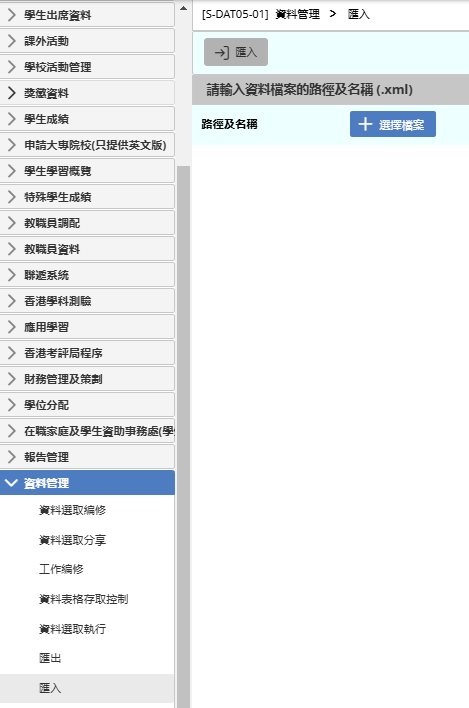 學生出席資料
課外活動
學校活動管理
獎懲資料
學生成績
申請大專院校(只提供英文版)
學生學習概覽
特殊學生成績
教職員調配
教職員資料
聯遞系統
香港學科測驗
應用學習
香港考評局程序
財務管理及策劃
學位分配
在職家庭及學生資助事務處(學
報告管理
資料管理
資料選取編修
資料選取分享
工作編修
資料表格存取控制
資料選取執行
匯出
匯入
[S-DAT05-01] 資料管理 > 匯入
匯入
請輸入資料檔案的路徑及名稱 (.xml)
路徑及名稱
選擇檔案